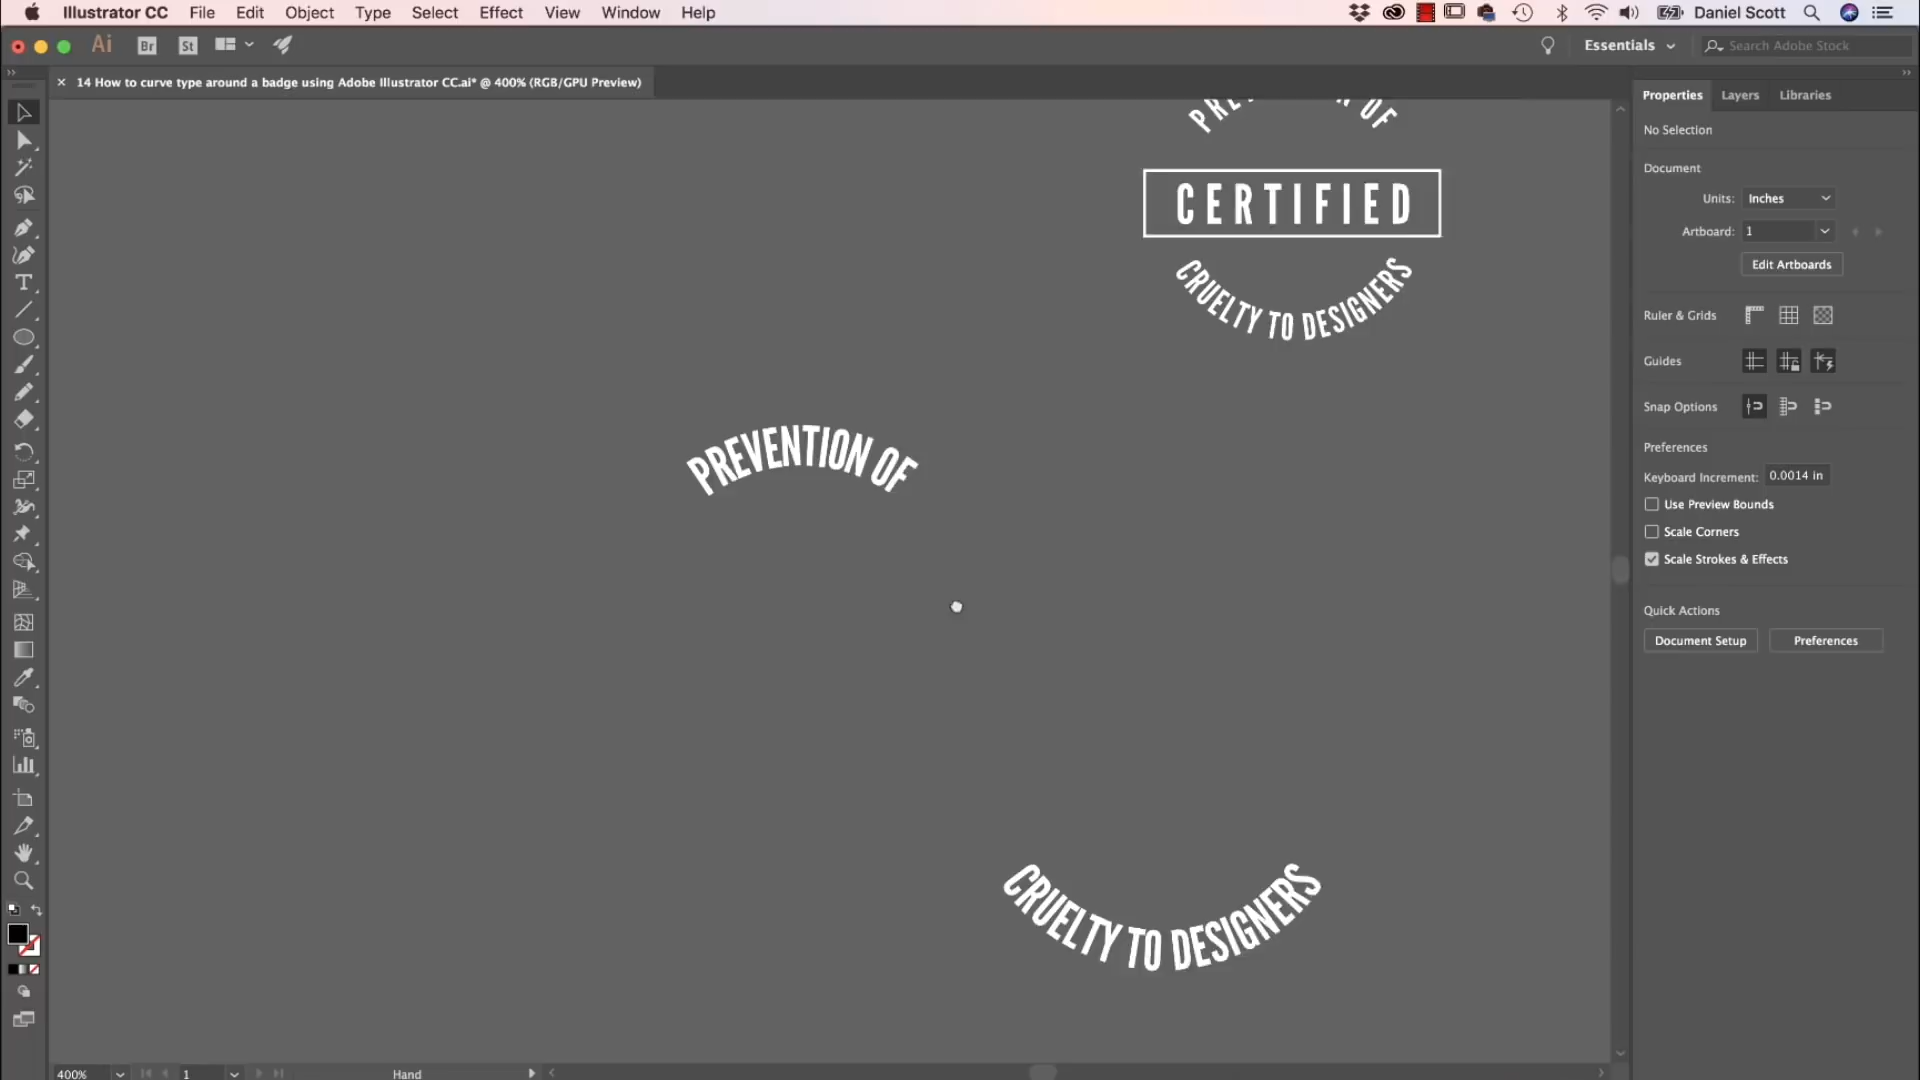 Illustrator CC File Edit Object Type Select Effect View Window Help Daniel Scott
Ai Br St Essentials Search Adobe Stock
14 How to curve type around a badge using Adobe Illustrator CC.ai* @ 400% (RGB/GPU Preview)
Properties Layers Libraries
No Selection
Document
Units: Inches
Artboard: 1
Edit Artboards
Ruler & Grids
Guides
Snap Options
Preferences
Keyboard Increment: 0.0014 in
Use Preview Bounds
Scale Corners
Scale Strokes & Effects
Quick Actions
Document Setup Preferences
OF
CERTIFIED
CRUELTY TO DESIGNERS
PREVENTION OF
CRUELTY TO DESIGNERS
400% 1 Hand